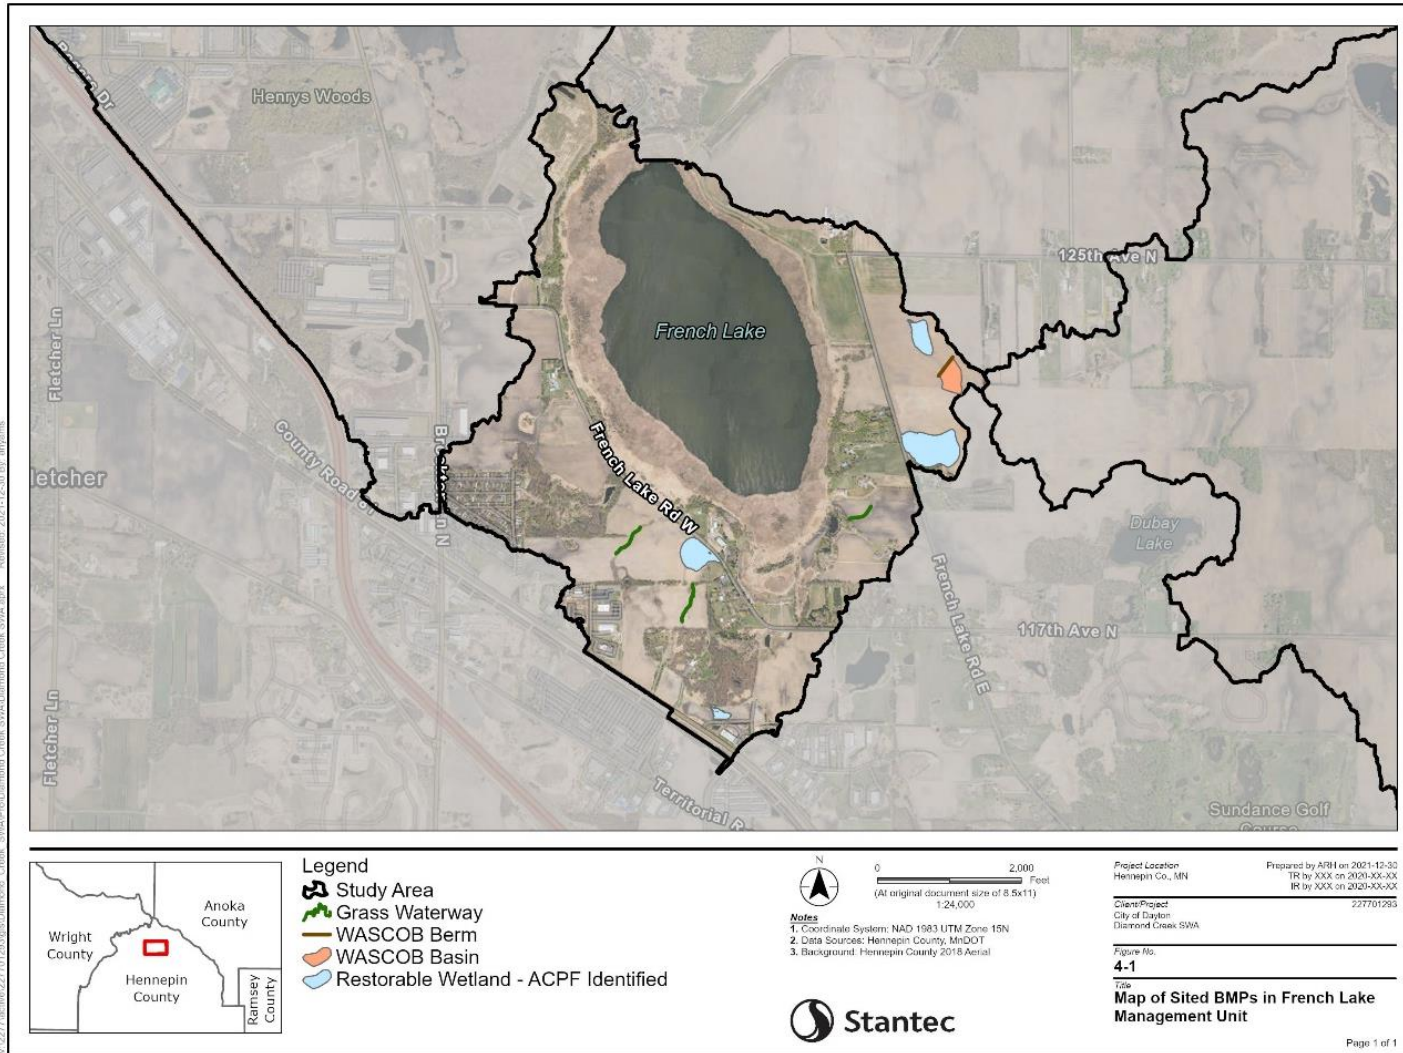 Rogers Dr
Henrys Woods
125th Ave N
Fletcher Ln
French Lake
County Road
French Lake Rd W
letcher
Dubay
Lake
French Lake Rd E
117th Ave N
Fletcher Ln
Territorial R
Sundance Golf
Course
Legend
Study Area
Grass Waterway
WASCOB Berm
WASCOB Basin
Restorable Wetland - ACPF Identified
Anoka
County
Wright
County
Hennepin
County
Ramsey
County
N
0 2,000
Feet
(At original document size of 8.5x11)
1:24,000
Notes
1. Coordinate System: NAD 1983 UTM Zone 15N
2. Data Sources: Hennepin County, MnDOT
3. Background: Hennepin County 2018 Aerial
Stantec
Project Location
Hennepin Co., MN
Prepared by ARH on 2021-12-30
TR by XXX on 2020-XX-XX
IR by XXX on 2020-XX-XX
Client/Project
227701293
City of Dayton
Diamond Creek SWA
Figure No.
4-1
Title
Map of Sited BMPs in French Lake
Management Unit
Page 1 of 1